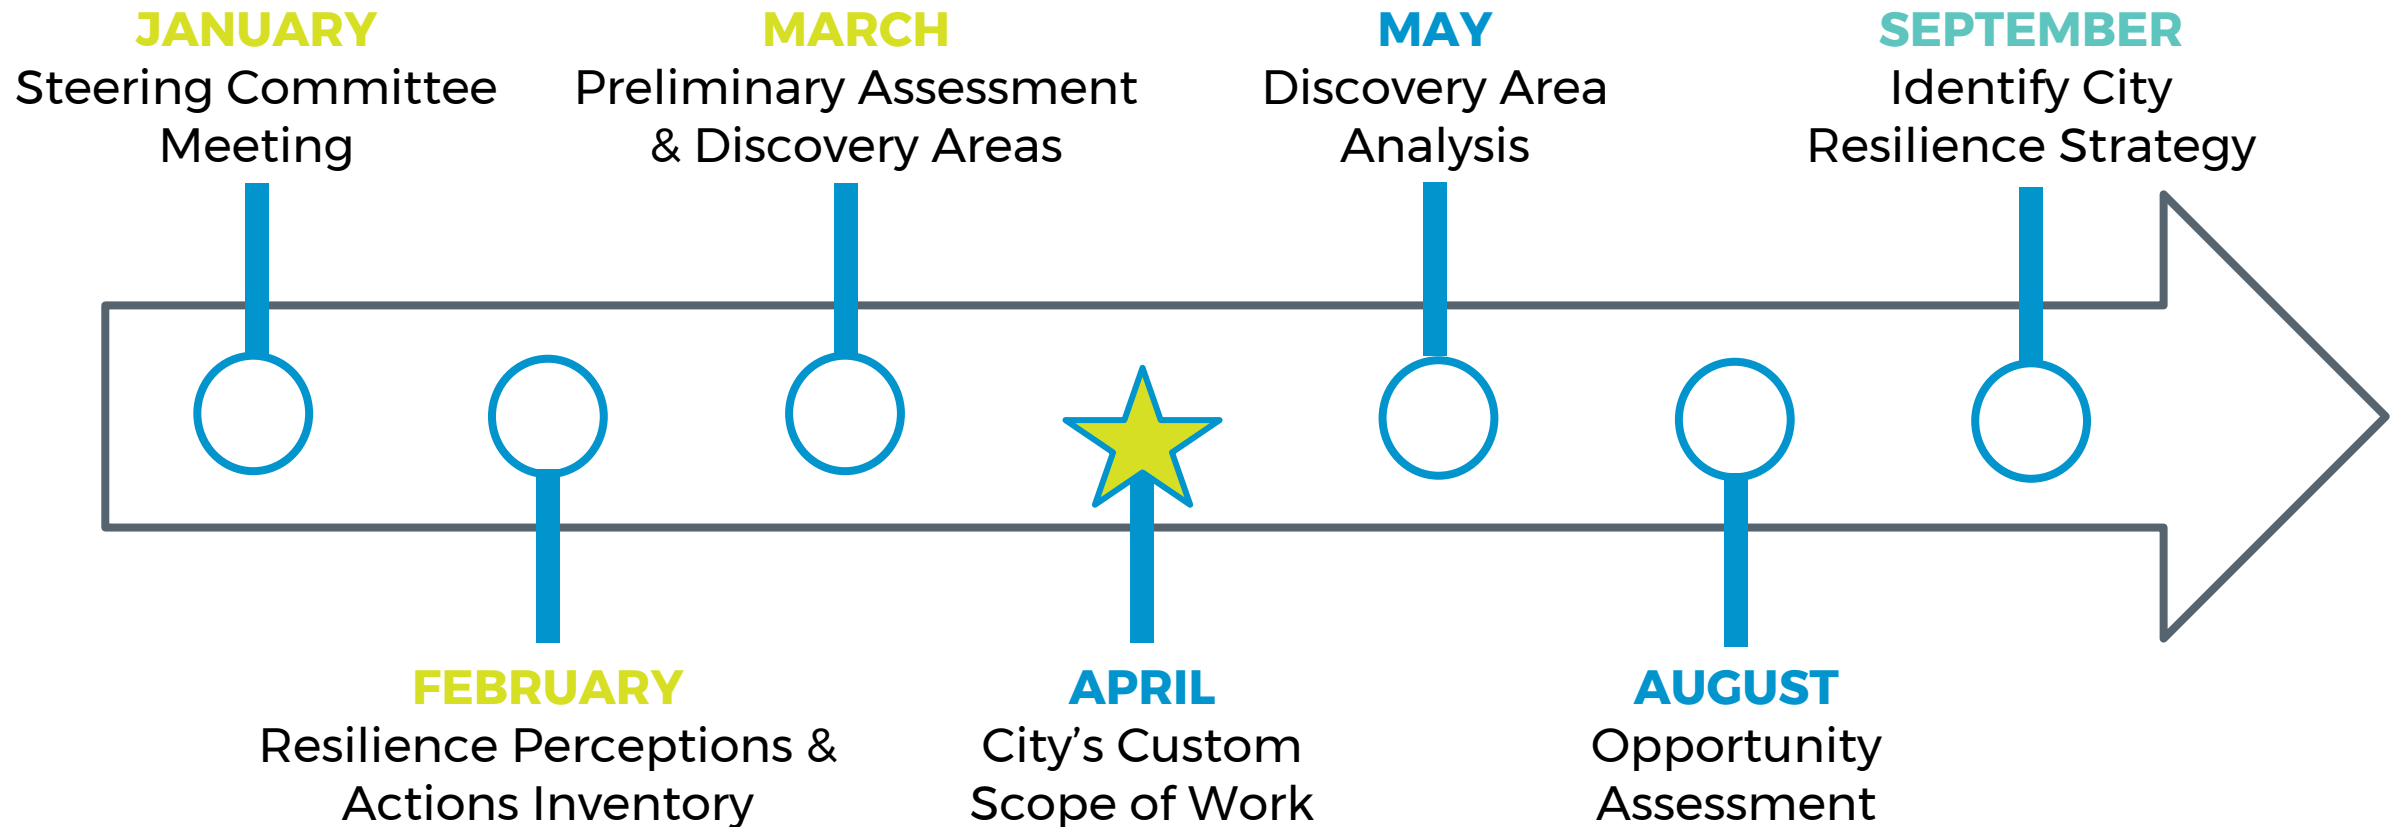 JANUARY
Steering Committee
Meeting
MARCH
Preliminary Assessment
& Discovery Areas
MAY
Discovery Area
Analysis
SEPTEMBER
Identify City
Resilience Strategy
FEBRUARY
Resilience Perceptions &
Actions Inventory
APRIL
City’s Custom
Scope of Work
AUGUST
Opportunity
Assessment